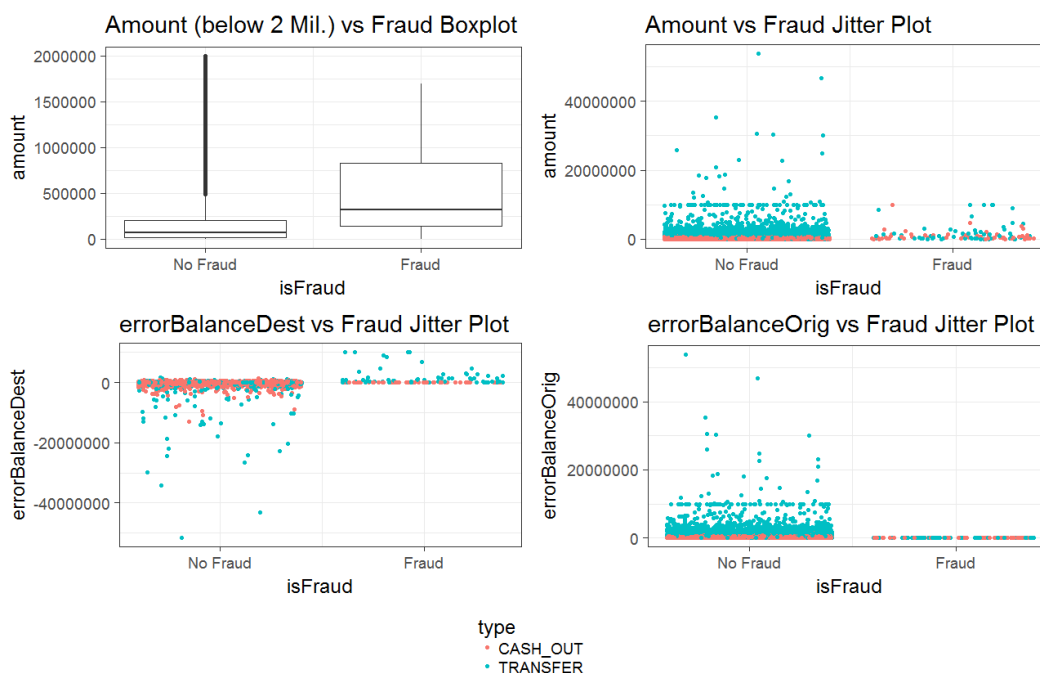 Amount (below 2 Mil.) vs Fraud Boxplot
amount
2000000
1500000
1000000
500000
0
No Fraud Fraud
isFraud
Amount vs Fraud Jitter Plot
amount
40000000
20000000
0
No Fraud Fraud
isFraud
errorBalanceDest vs Fraud Jitter Plot
errorBalanceDest
0
-20000000
-40000000
No Fraud Fraud
isFraud
errorBalanceOrig vs Fraud Jitter Plot
errorBalanceOrig
40000000
20000000
0
No Fraud Fraud
isFraud
type
CASH_OUT
TRANSFER